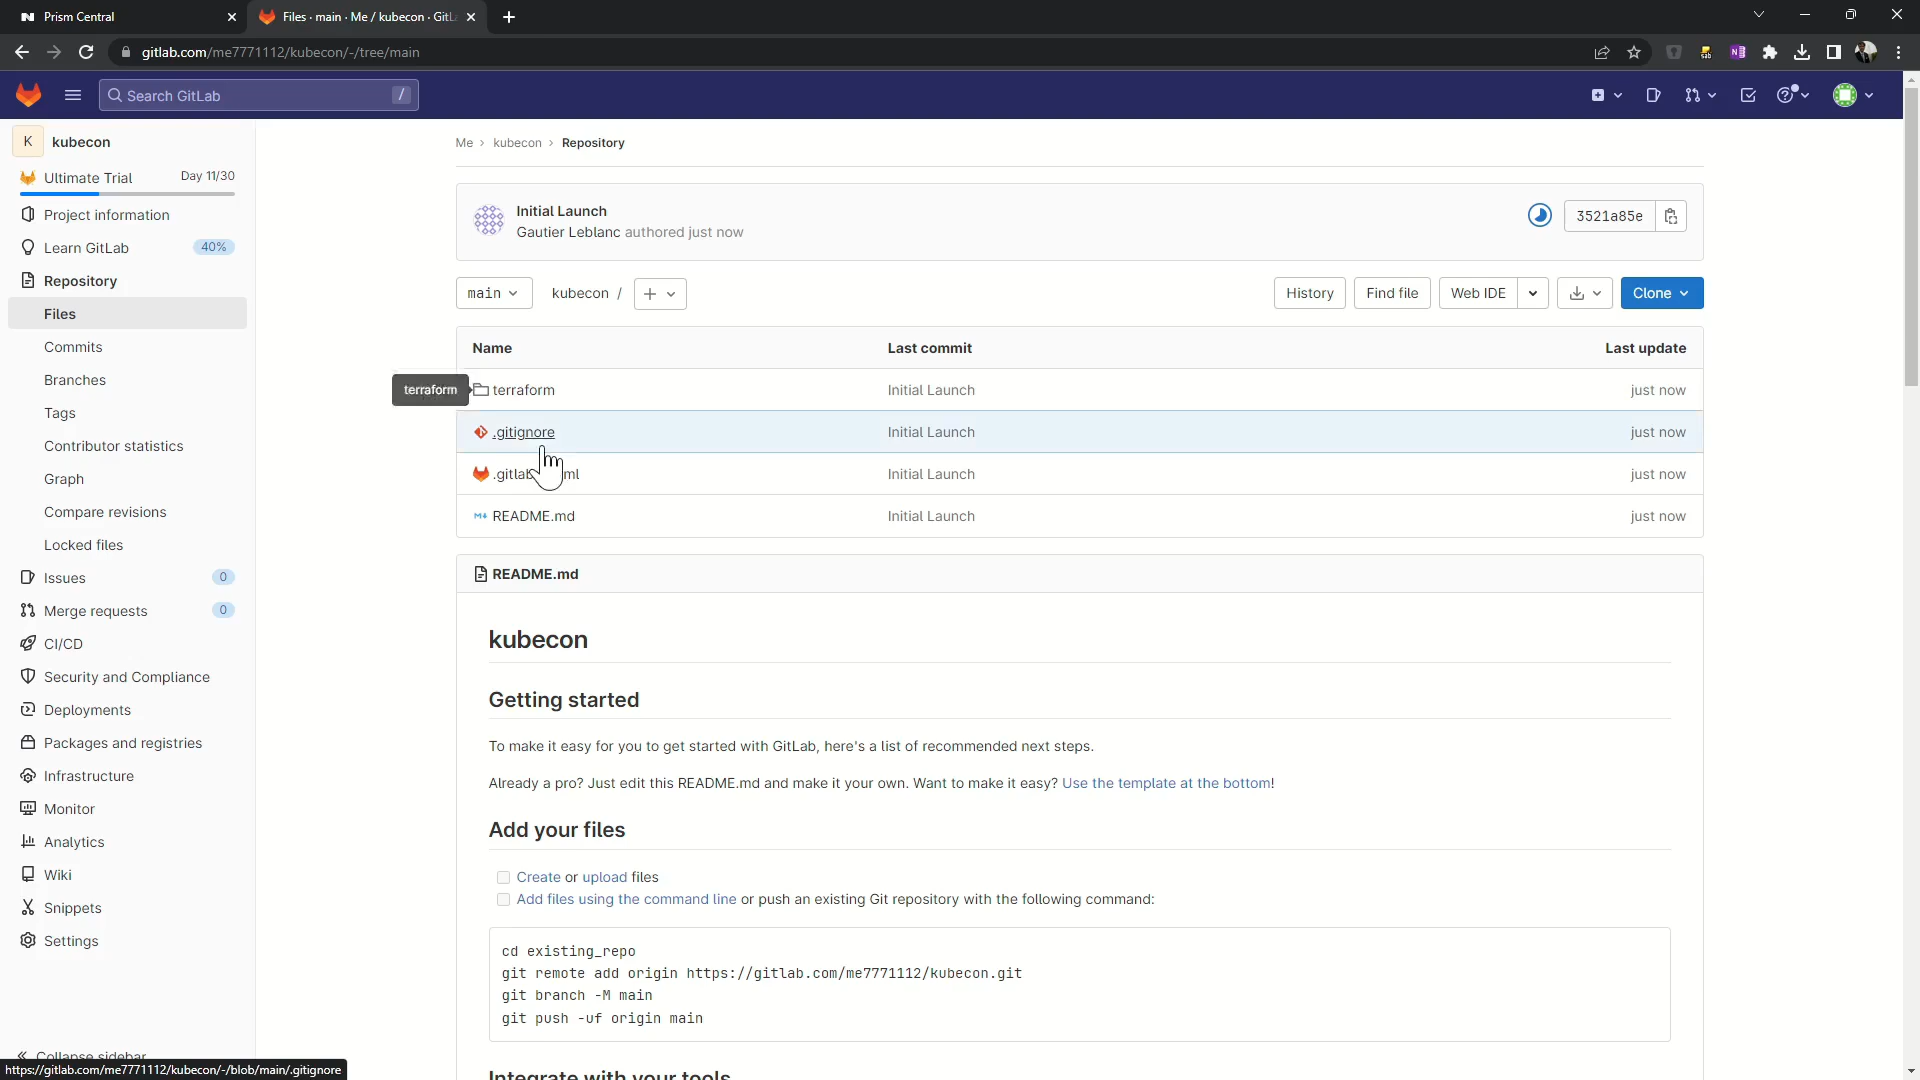 Prism Central
Files · main · Me / kubecon · GitL
gitlab.com/me7771112/kubecon/-/tree/main
Search GitLab
/
K
kubecon
Ultimate Trial
Day 11/30
Project information
Learn GitLab
40%
Repository
Files
Commits
Branches
Tags
Contributor statistics
Graph
Compare revisions
Locked files
Issues
0
Merge requests
0
CI/CD
Security and Compliance
Deployments
Packages and registries
Infrastructure
Monitor
Analytics
Wiki
Snippets
Settings
Collapse sidebar
https://gitlab.com/me7771112/kubecon/-/blob/main/.gitignore
Me > kubecon > Repository
Initial Launch
Gautier Leblanc authored just now
3521a85e
main
kubecon /
+
History
Find file
Web IDE
Clone
Name
Last commit
Last update
terraform
terraform
Initial Launch
just now
.gitignore
Initial Launch
just now
Initial Launch
just now
README.md
Initial Launch
just now
README.md
kubecon
Getting started
To make it easy for you to get started with GitLab, here's a list of recommended next steps.
Already a pro? Just edit this README.md and make it your own. Want to make it easy? Use the template at the bottom!
Add your files
Create or upload files
Add files using the command line or push an existing Git repository with the following command:
cd existing_repo
git remote add origin https://gitlab.com/me7771112/kubecon.git
git branch -M main
git push -uf origin main
Integrate with your tools